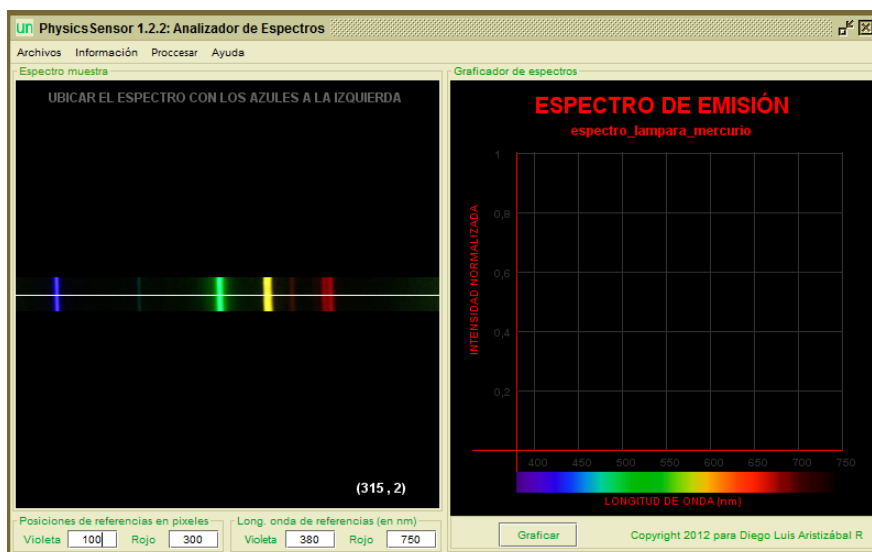 un PhysicsSensor 1.2.2: Analizador de Espectros
Archivos Información Proccesar Ayuda
Espectro muestra
UBICAR EL ESPECTRO CON LOS AZULES A LA IZQUIERDA
(315 , 2)
Posiciones de referencias en pixeles
Violeta 100 Rojo 300
Long. onda de referencias (en nm)
Violeta 380 Rojo 750
Graficador de espectros
ESPECTRO DE EMISIÓN
espectro_lampara_mercurio
INTENSIDAD NORMALIZADA
1
0,8
0,6
0,4
0,2
400 450 500 550 600 650 700 750
LONGITUD DE ONDA (nm)
Graficar
Copyright 2012 para Diego Luis Aristizábal R